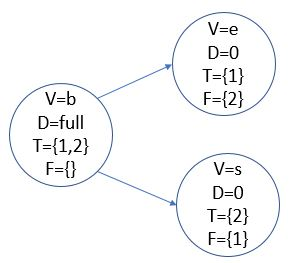 V=b
D=full
T={1,2}
F={}
V=e
D=0
T={1}
F={2}
V=s
D=0
T={2}
F={1}